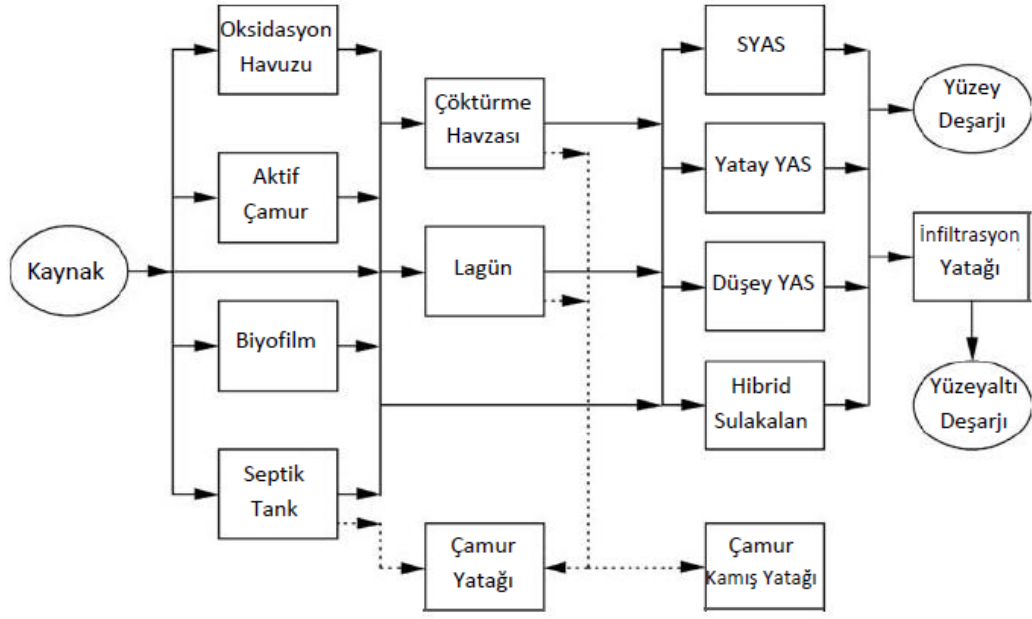 Oksidasyon
Havuzu
SYAS
Çöktürme
Havzası
Yüzey
Deşarjı
Aktif
Çamur
Yatay YAS
İnfiltrasyon
Yatağı
Kaynak
Lagün
Düşey YAS
Biyofilm
Hibrid
Sulakalan
Yüzeyaltı
Deşarjı
Septik
Tank
Çamur
Yatağı
Çamur
Kamış Yatağı